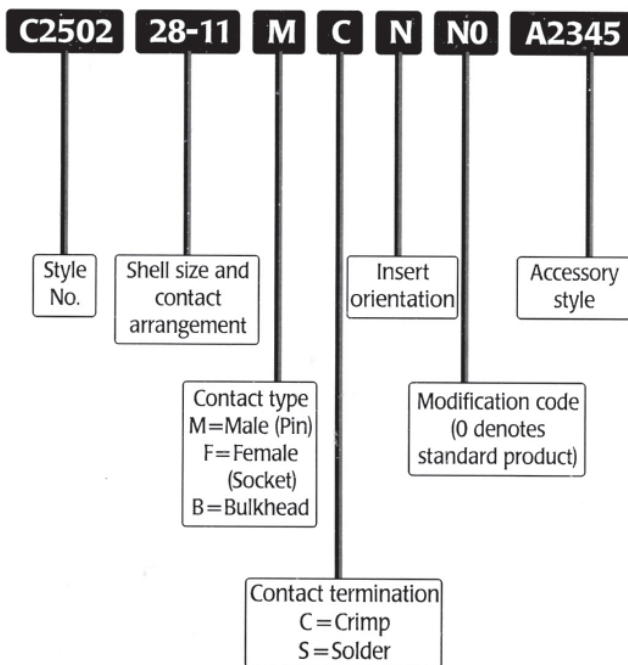 C2502 28-11 M C N N0 A2345
Style
No.
Shell size and
contact
arrangement
Insert
orientation
Accessory
style
Contact type
M=Male (Pin)
F=Female
(Socket)
B=Bulkhead
Modification code
(0 denotes
standard product)
Contact termination
C=Crimp
S=Solder